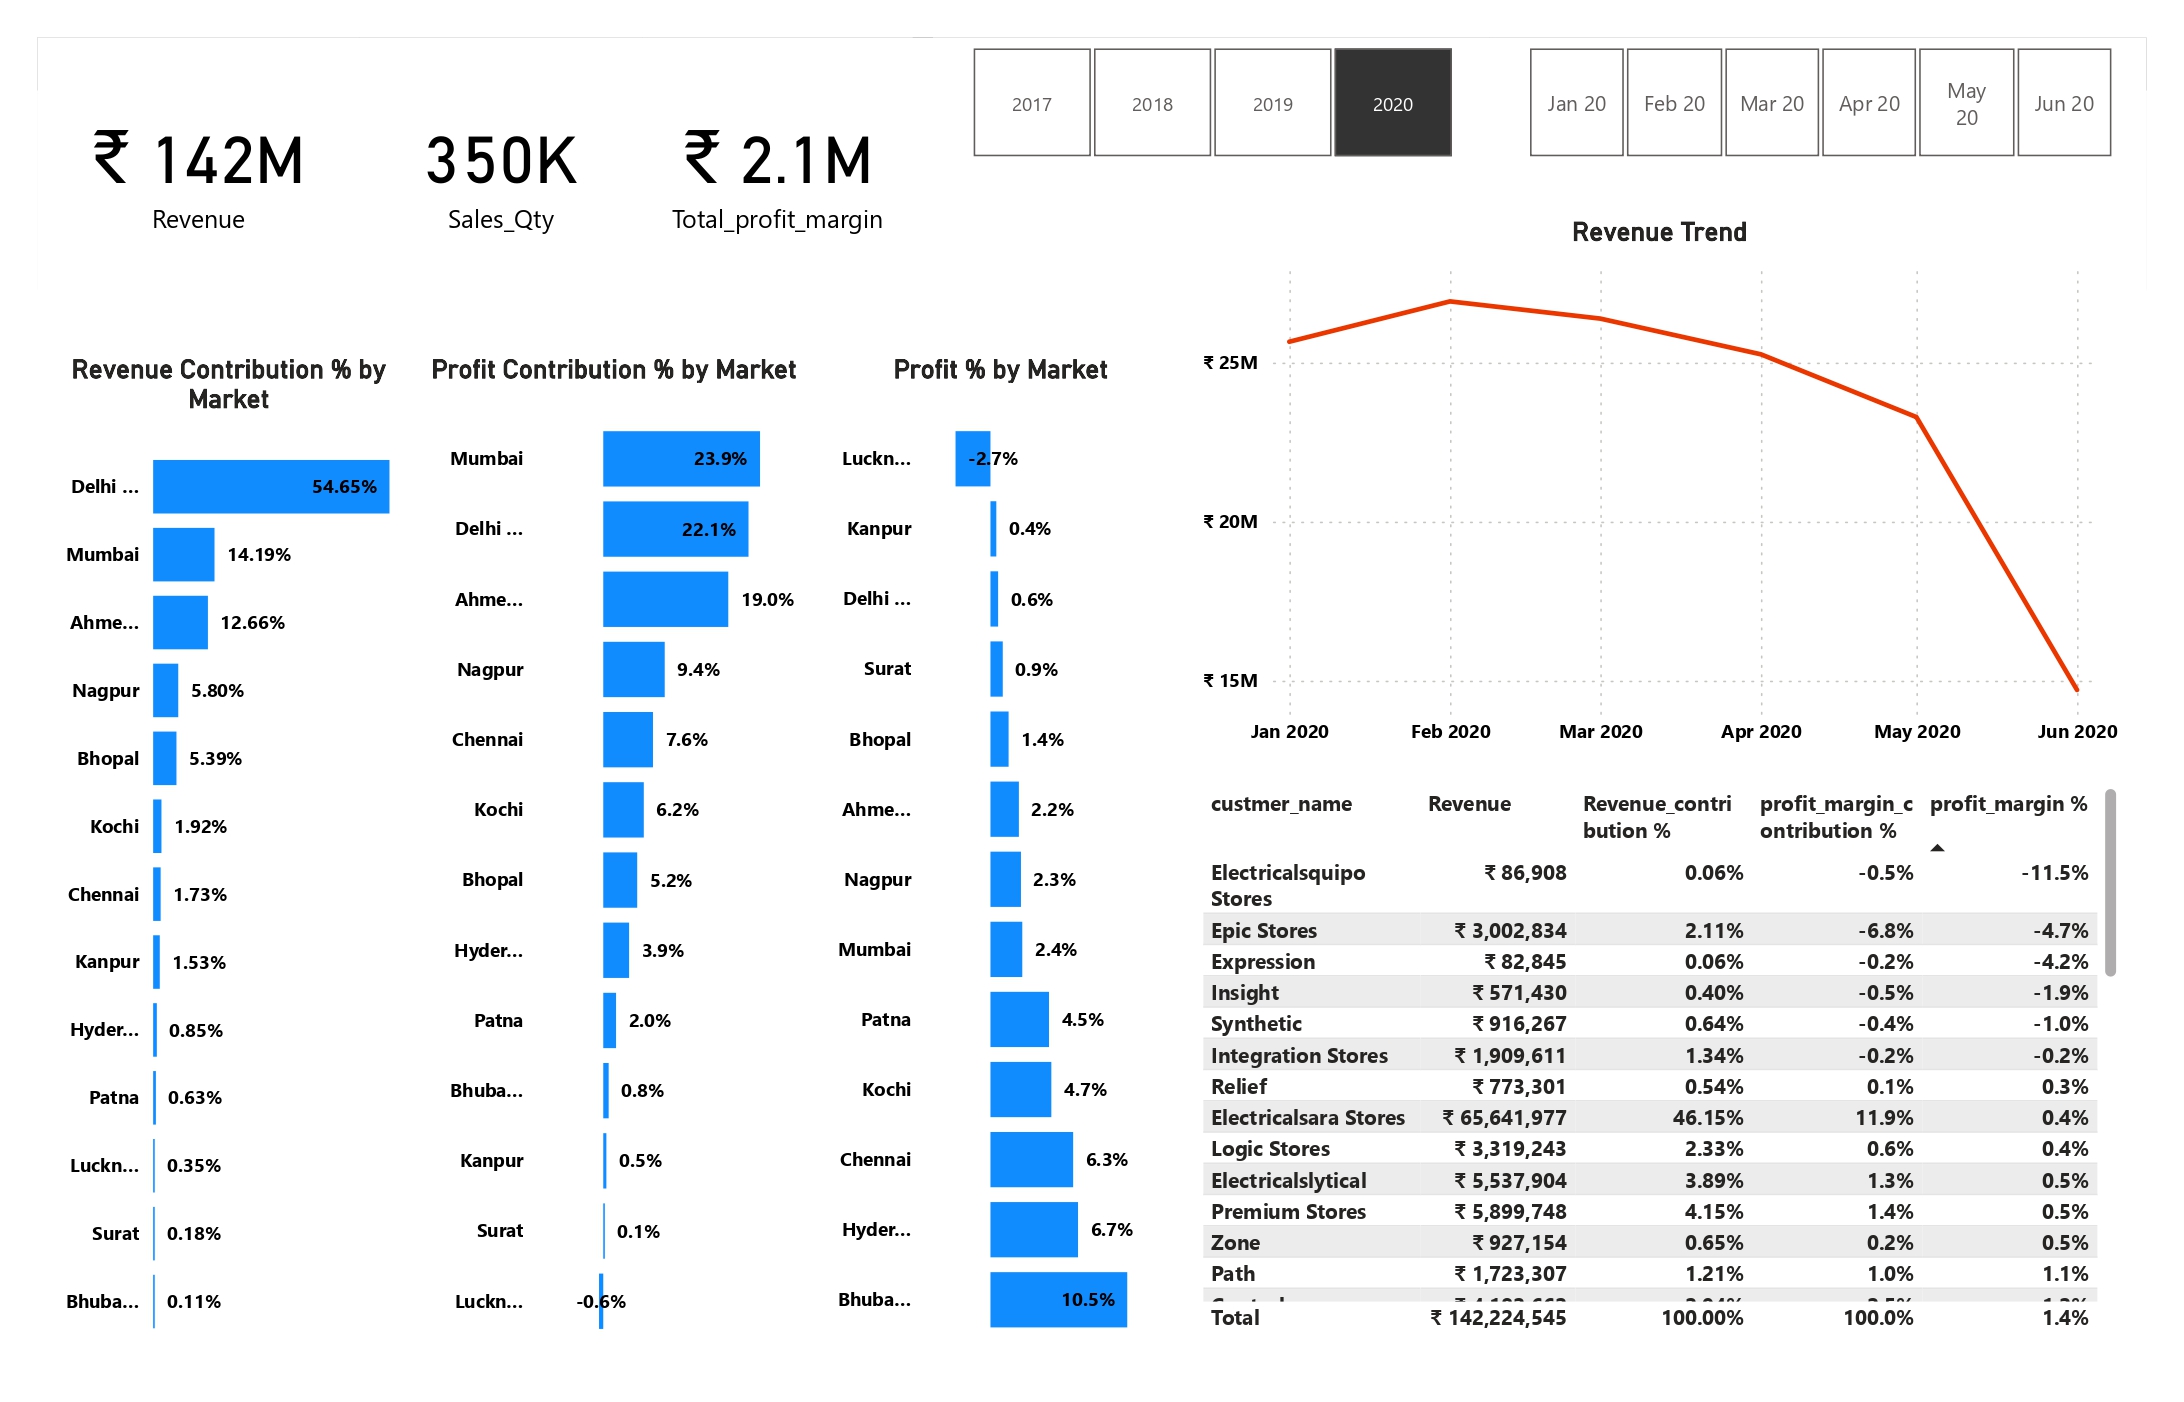 2017
2018
2019
2020
Jan 20
Feb 20
Mar 20
Apr 20
May
20
Jun 20
₹ 142M
Revenue
350K
Sales_Qty
₹ 2.1M
Total_profit_margin
Revenue Contribution % by
Market
Delhi ... 54.65%
Mumbai 14.19%
Ahme... 12.66%
Nagpur 5.80%
Bhopal 5.39%
Kochi 1.92%
Chennai 1.73%
Kanpur 1.53%
Hyder... 0.85%
Patna 0.63%
Luckn... 0.35%
Surat 0.18%
Bhuba... 0.11%
Profit Contribution % by Market
Mumbai 23.9%
Delhi ... 22.1%
Ahme... 19.0%
Nagpur 9.4%
Chennai 7.6%
Kochi 6.2%
Bhopal 5.2%
Hyder... 3.9%
Patna 2.0%
Bhuba... 0.8%
Kanpur 0.5%
Surat 0.1%
Luckn... -0.6%
Profit % by Market
Luckn... -2.7%
Kanpur 0.4%
Delhi ... 0.6%
Surat 0.9%
Bhopal 1.4%
Ahme... 2.2%
Nagpur 2.3%
Mumbai 2.4%
Patna 4.5%
Kochi 4.7%
Chennai 6.3%
Hyder... 6.7%
Bhuba... 10.5%
Revenue Trend
₹ 25M
₹ 20M
₹ 15M
Jan 2020 Feb 2020 Mar 2020 Apr 2020 May 2020 Jun 2020
custmer_name Revenue Revenue_contri profit_margin_c profit_margin %
bution % ontribution %
Electricalsquipo ₹ 86,908 0.06% -0.5% -11.5%
Stores
Epic Stores ₹ 3,002,834 2.11% -6.8% -4.7%
Expression ₹ 82,845 0.06% -0.2% -4.2%
Insight ₹ 571,430 0.40% -0.5% -1.9%
Synthetic ₹ 916,267 0.64% -0.4% -1.0%
Integration Stores ₹ 1,909,611 1.34% -0.2% -0.2%
Relief ₹ 773,301 0.54% 0.1% 0.3%
Electricalsara Stores ₹ 65,641,977 46.15% 11.9% 0.4%
Logic Stores ₹ 3,319,243 2.33% 0.6% 0.4%
Electricalslytical ₹ 5,537,904 3.89% 1.3% 0.5%
Premium Stores ₹ 5,899,748 4.15% 1.4% 0.5%
Zone ₹ 927,154 0.65% 0.2% 0.5%
Path ₹ 1,723,307 1.21% 1.0% 1.1%
Total ₹ 142,224,545 100.00% 100.0% 1.4%